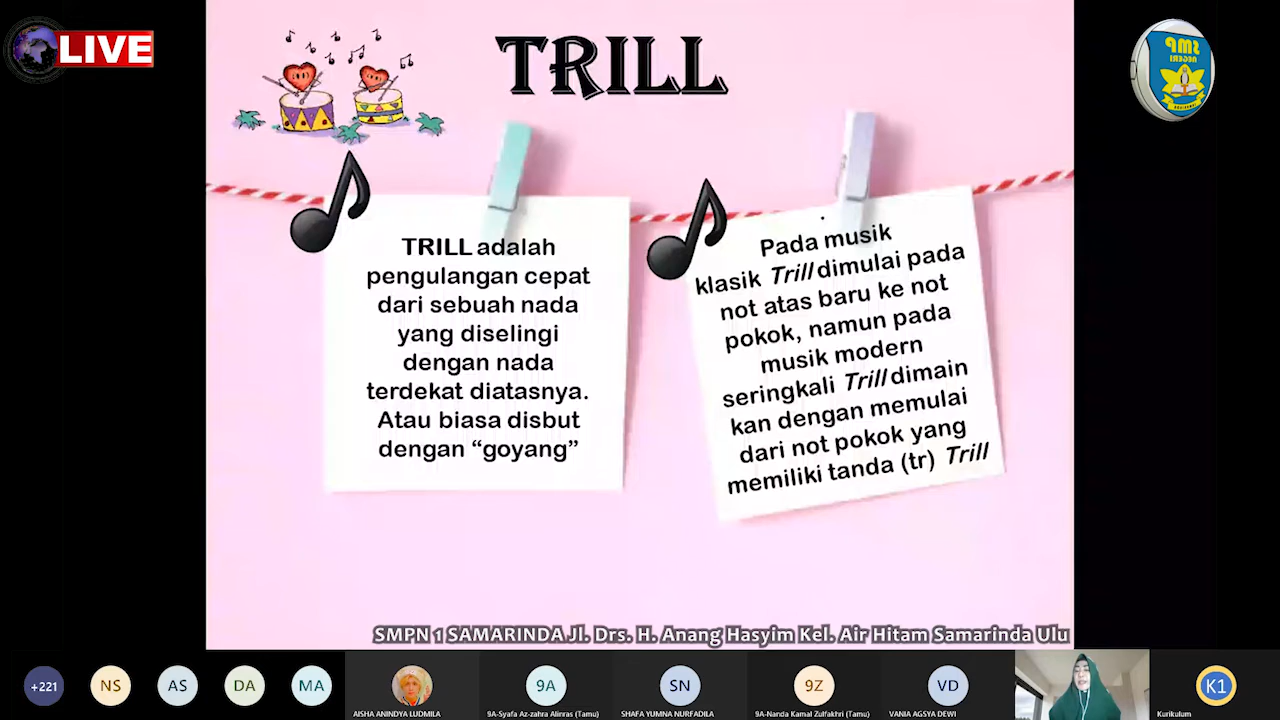 LIVE
TRILL
SMP
NEGERI
TRILL adalah
pengulangan cepat
dari sebuah nada
yang diselingi
dengan nada
terdekat diatasnya.
Atau biasa disbut
dengan “goyang”
Pada musik
klasik Trill dimulai pada
not atas baru ke not
pokok, namun pada
musik modern
seringkali Trill dimain
kan dengan memulai
dari not pokok yang
memiliki tanda (tr) Trill
SMPN 1 SAMARINDA Jl. Drs. H. Anang Hasyim Kel. Air Hitam Samarinda Ulu
+221
NS
AS
DA
MA
AISHA ANINDYA LUDMILA
9A
9A-Syafa Az-zahra Alinras (Tamu)
SN
SHAFA YUMNA NURFADILA
9Z
9A-Nanda Kamal Zulfakhri (Tamu)
VD
VANIA AGSYA DEWI
K1
Kurikulum